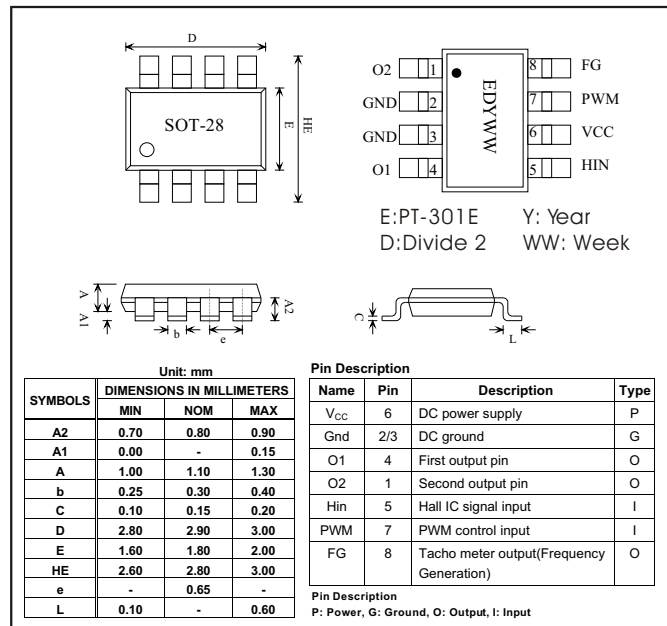 D
SOT-28
E
HE
O2 1 8 FG
GND 2 7 PWM
GND 3 6 VCC
O1 4 5 HIN
EDYWW
E:PT-301E Y: Year
D:Divide 2 WW: Week
A
A1
b
e
A2
C
L
Unit: mm
SYMBOLS DIMENSIONS IN MILLIMETERS
MIN NOM MAX
A2 0.70 0.80 0.90
A1 0.00 - 0.15
A 1.00 1.10 1.30
b 0.25 0.30 0.40
C 0.10 0.15 0.20
D 2.80 2.90 3.00
E 1.60 1.80 2.00
HE 2.60 2.80 3.00
e - 0.65 -
L 0.10 - 0.60
Pin Description
Name Pin Description Type
VCC 6 DC power supply P
Gnd 2/3 DC ground G
O1 4 First output pin O
O2 1 Second output pin O
Hin 5 Hall IC signal input I
PWM 7 PWM control input I
FG 8 Tacho meter output(Frequency O
Generation)
Pin Description
P: Power, G: Ground, O: Output, I: Input